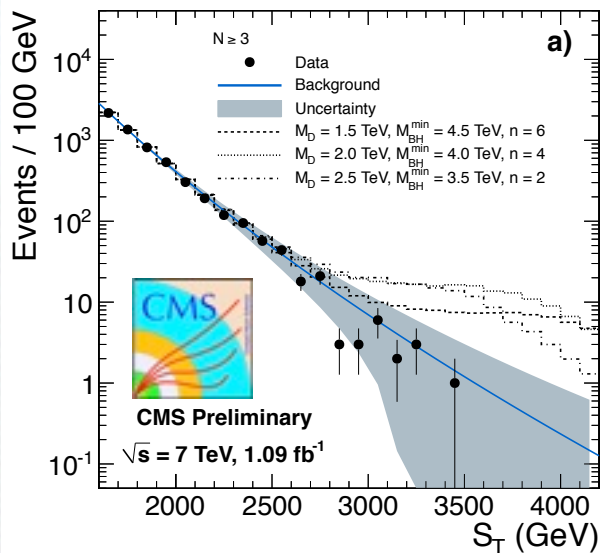 N ≥ 3
a)
Data
Background
Uncertainty
M_D = 1.5 TeV, M_BH^min = 4.5 TeV, n = 6
M_D = 2.0 TeV, M_BH^min = 4.0 TeV, n = 4
M_D = 2.5 TeV, M_BH^min = 3.5 TeV, n = 2
Events / 100 GeV
10^4
10^3
10^2
10
1
10^-1
CMS
CMS Preliminary
√s = 7 TeV, 1.09 fb^-1
2000 2500 3000 3500 4000
S_T (GeV)